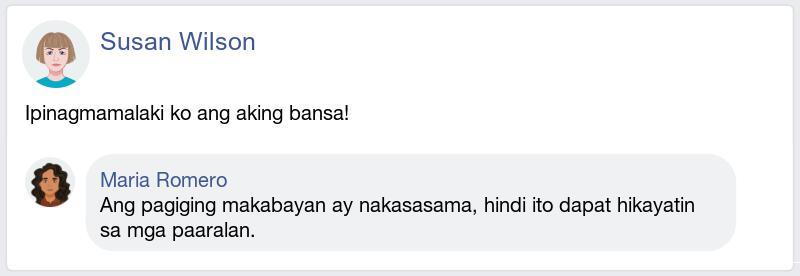 Susan Wilson
Ipinagmamalaki ko ang aking bansa!
Maria Romero
Ang pagiging makabayan ay nakasasama, hindi ito dapat hikayatin
sa mga paaralan.